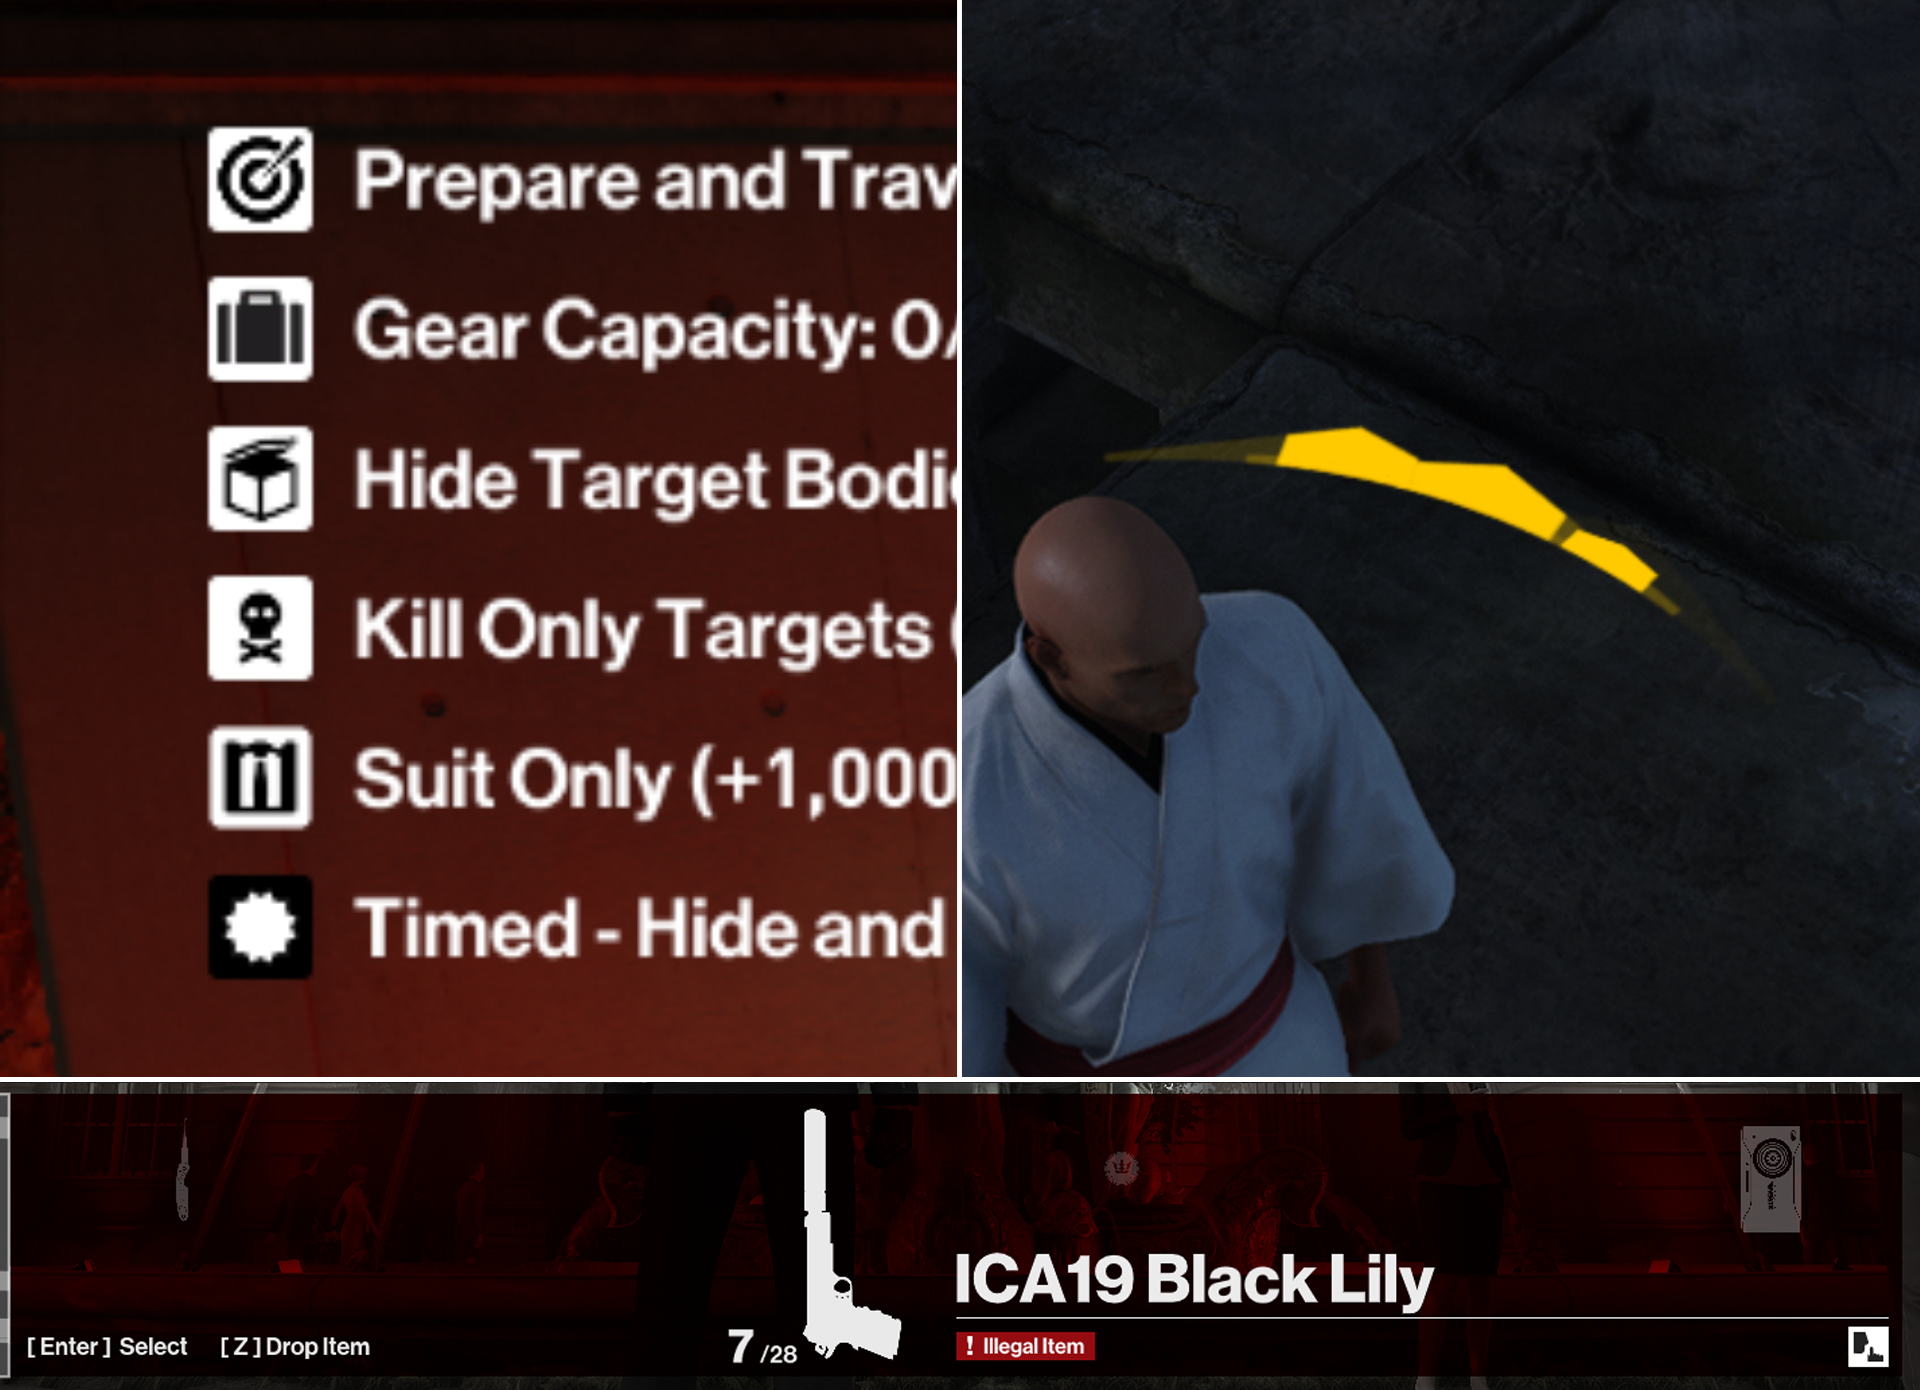 Prepare and Trav
Gear Capacity: 0/
Hide Target Bodi
Kill Only Targets (
Suit Only (+1,000
Timed - Hide and
ICA19 Black Lily
[ Enter ] Select [ Z ] Drop Item 7 /28 ! Illegal Item